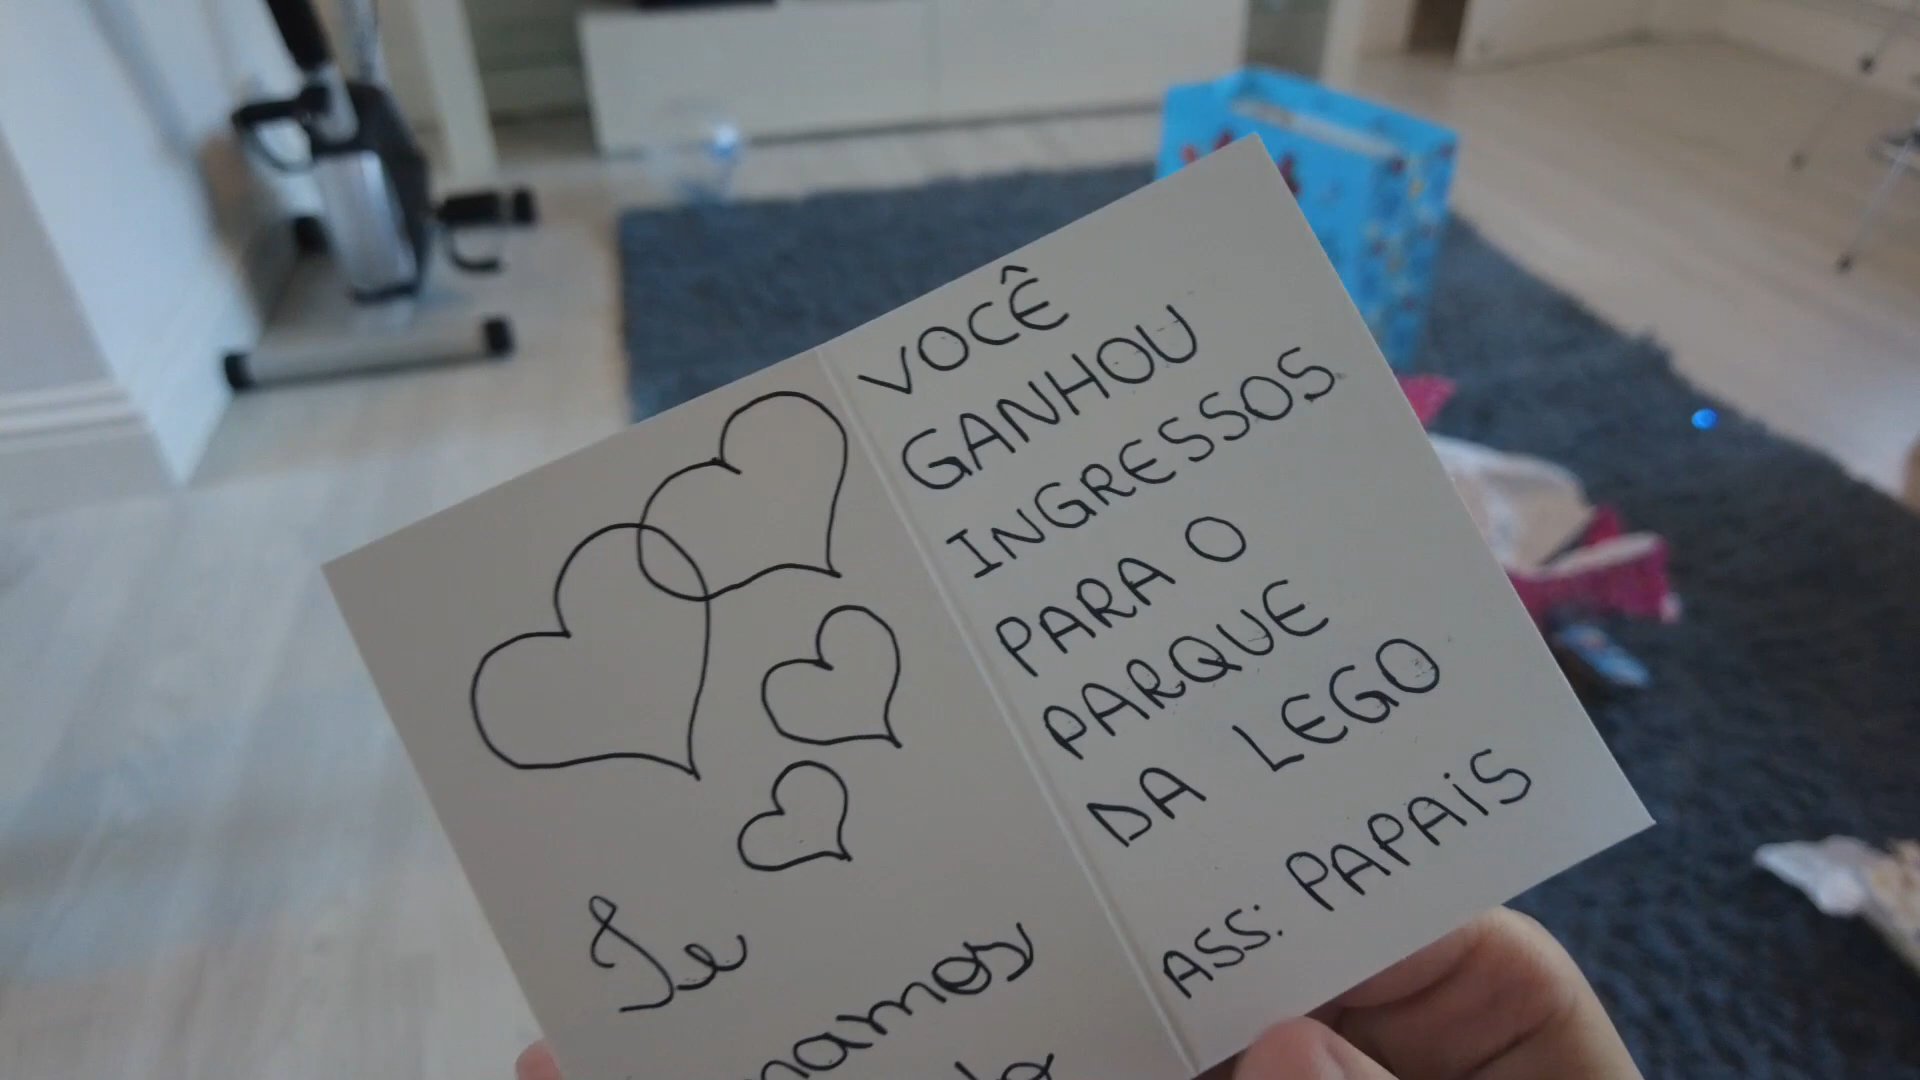 Te
VOCÊ
GANHOU
INGRESSOS
PARA O
PARQUE
DA LEGO
ASS: PAPAiS